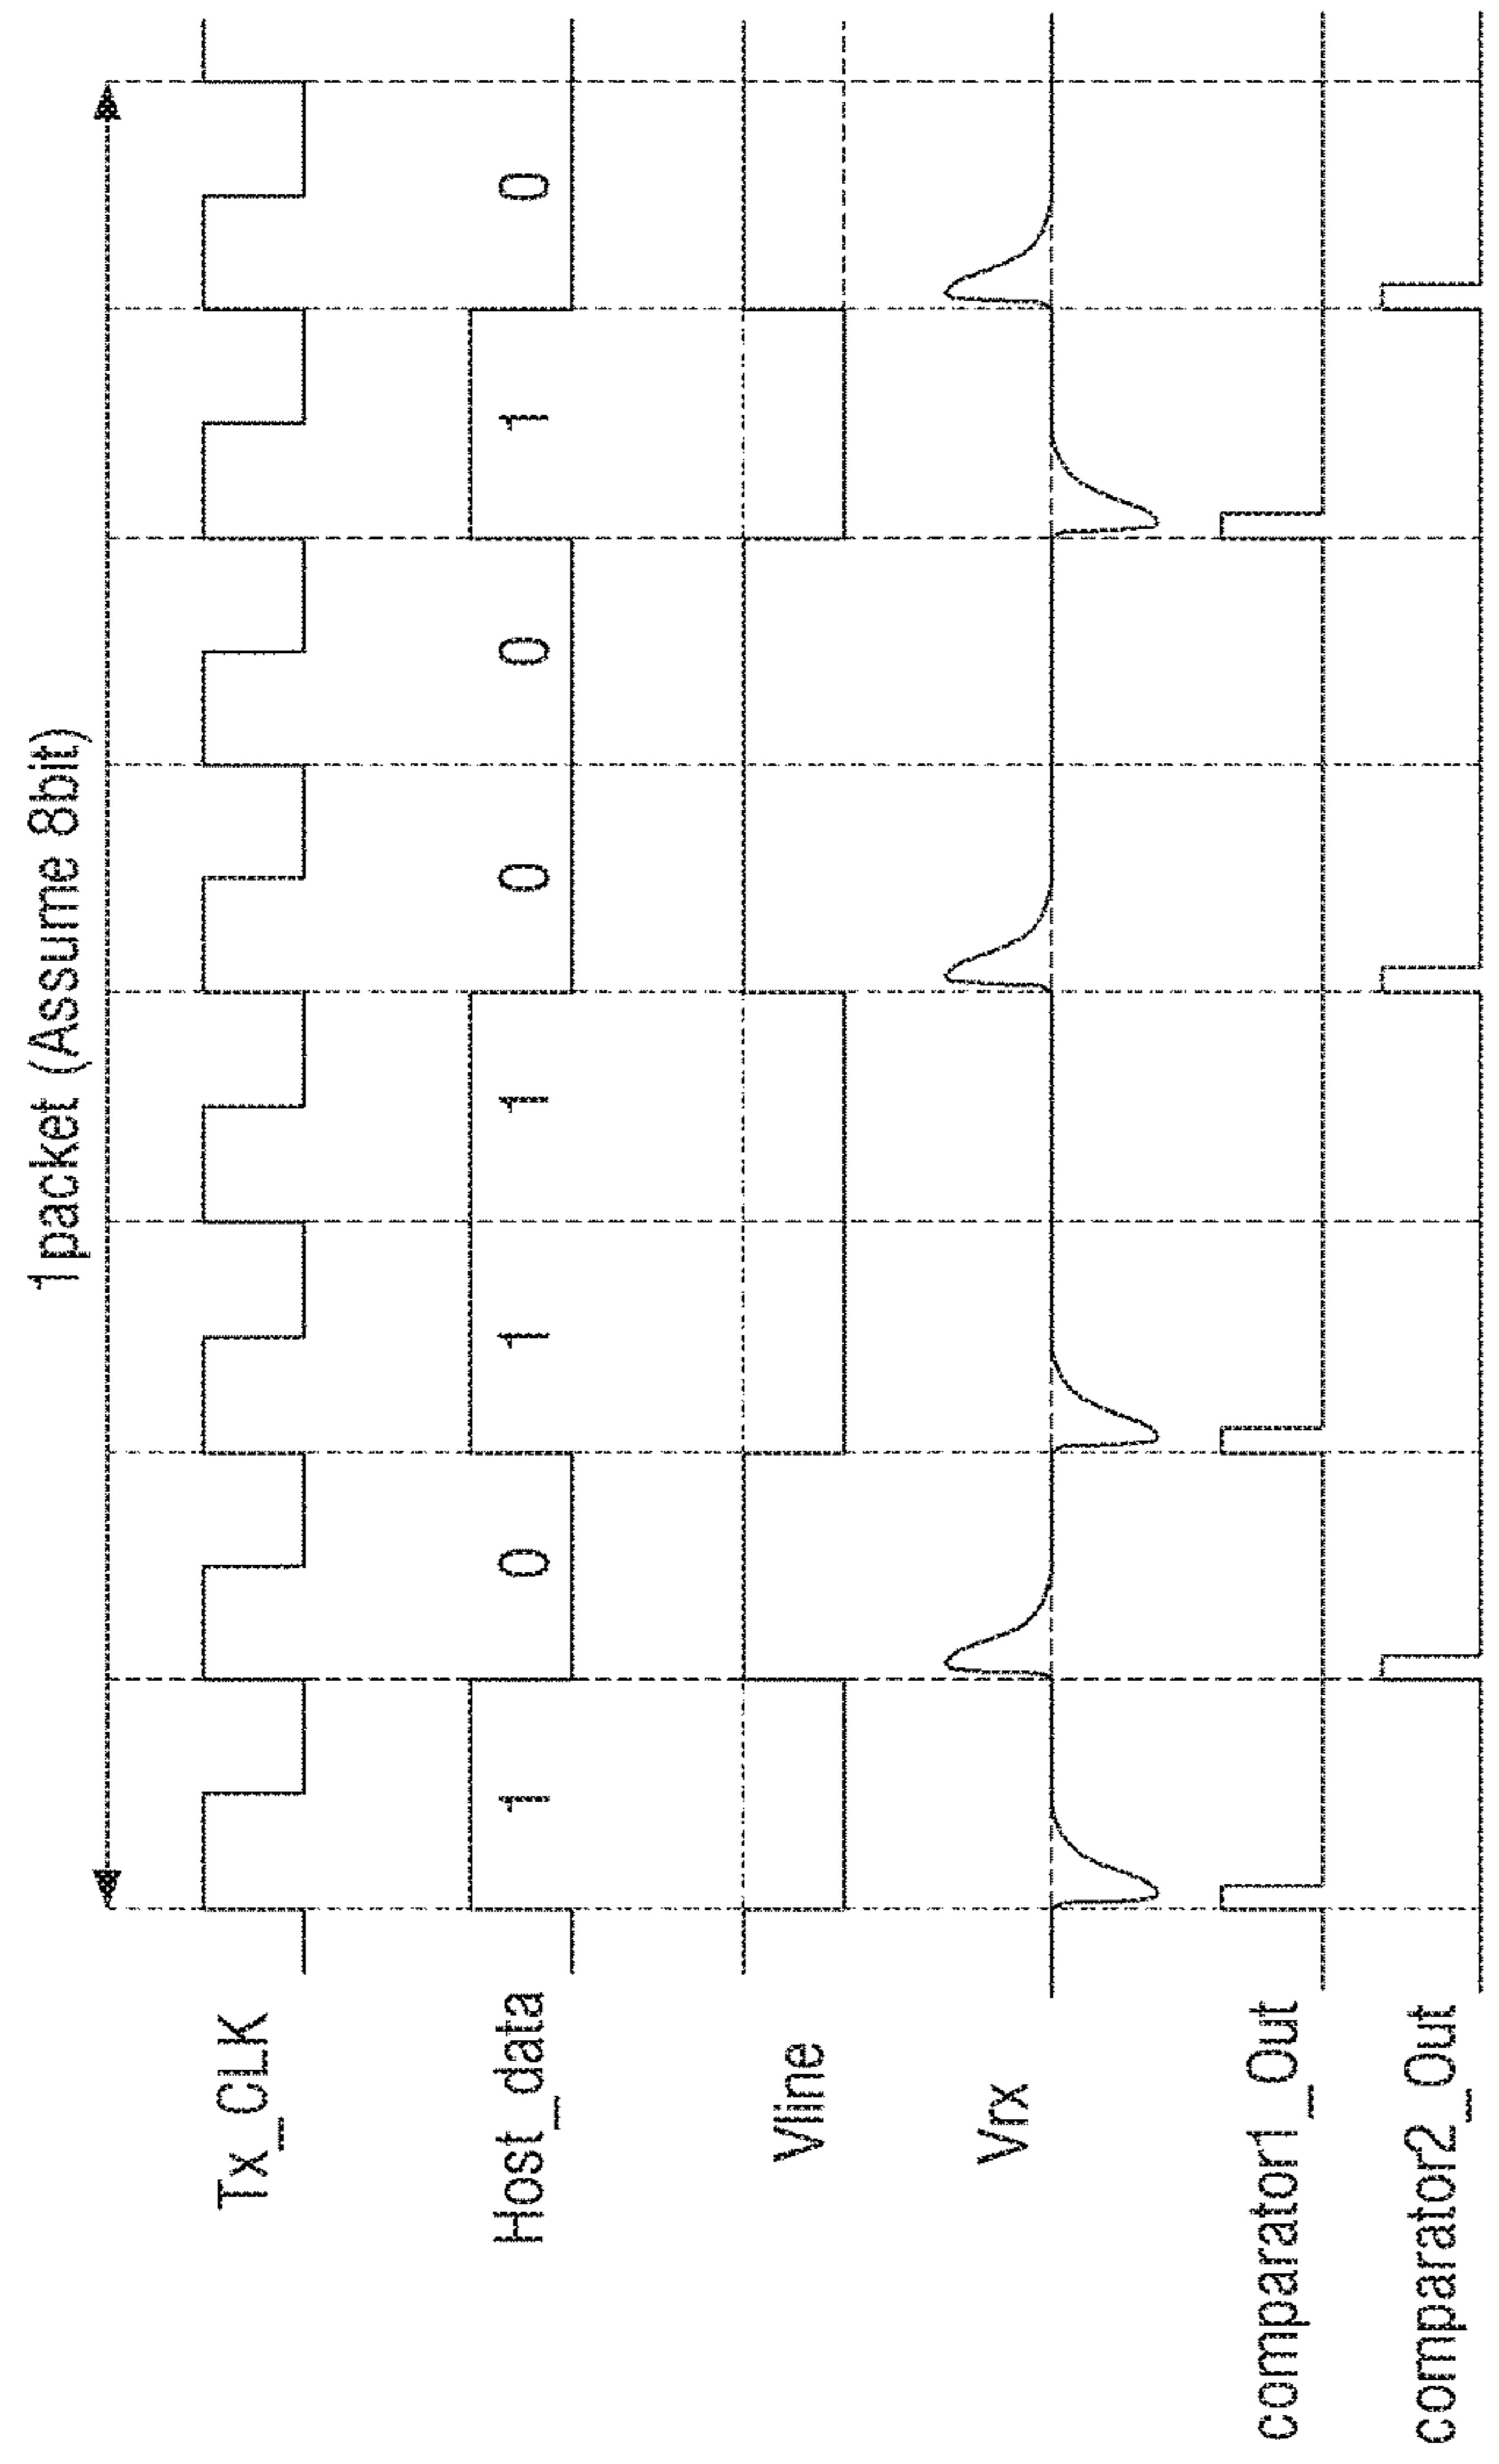 1packet (Assume 8bit)
Tx_CLK
Host_data
1 0 1 1 0 0 1 0
Vline
Vrx
comparator1_Out
comparator2_Out